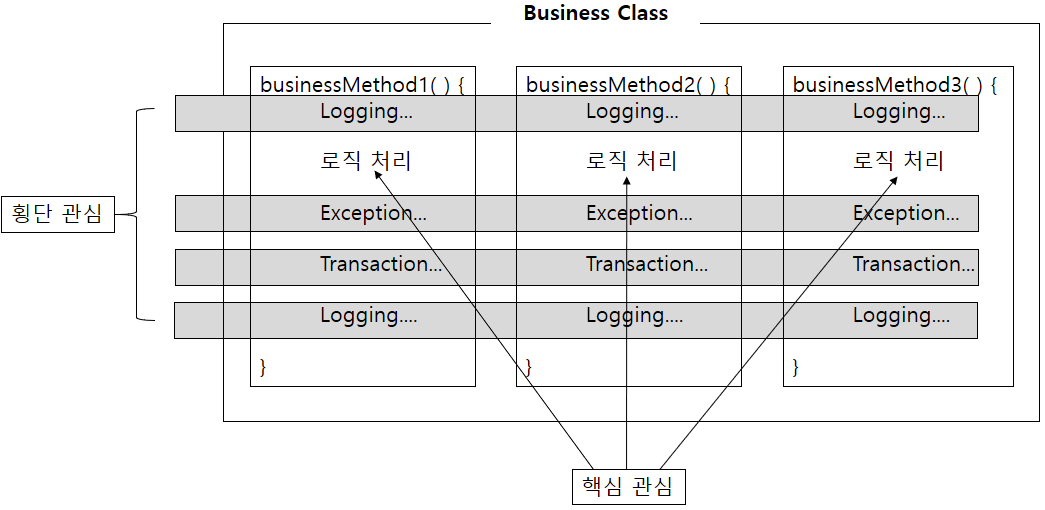 Business Class
businessMethod1( ) { businessMethod2( ) { businessMethod3( ) {
Logging... Logging... Logging...
로직 처리 로직 처리 로직 처리
횡단 관심
Exception... Exception... Exception...
Transaction... Transaction... Transaction...
Logging.... Logging.... Logging....
} } }
핵심 관심